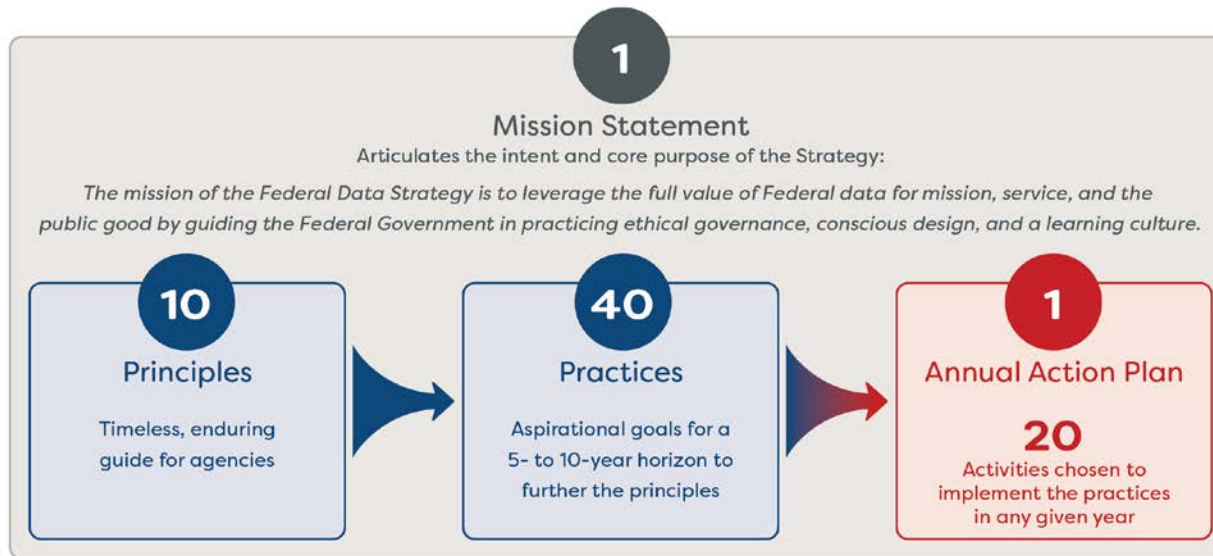 1
Mission Statement
Articulates the intent and core purpose of the Strategy:
The mission of the Federal Data Strategy is to leverage the full value of Federal data for mission, service, and the
public good by guiding the Federal Government in practicing ethical governance, conscious design, and a learning culture.
10
Principles
Timeless, enduring
guide for agencies
40
Practices
Aspirational goals for a
5- to 10-year horizon to
further the principles
1
Annual Action Plan
20
Activities chosen to
implement the practices
in any given year